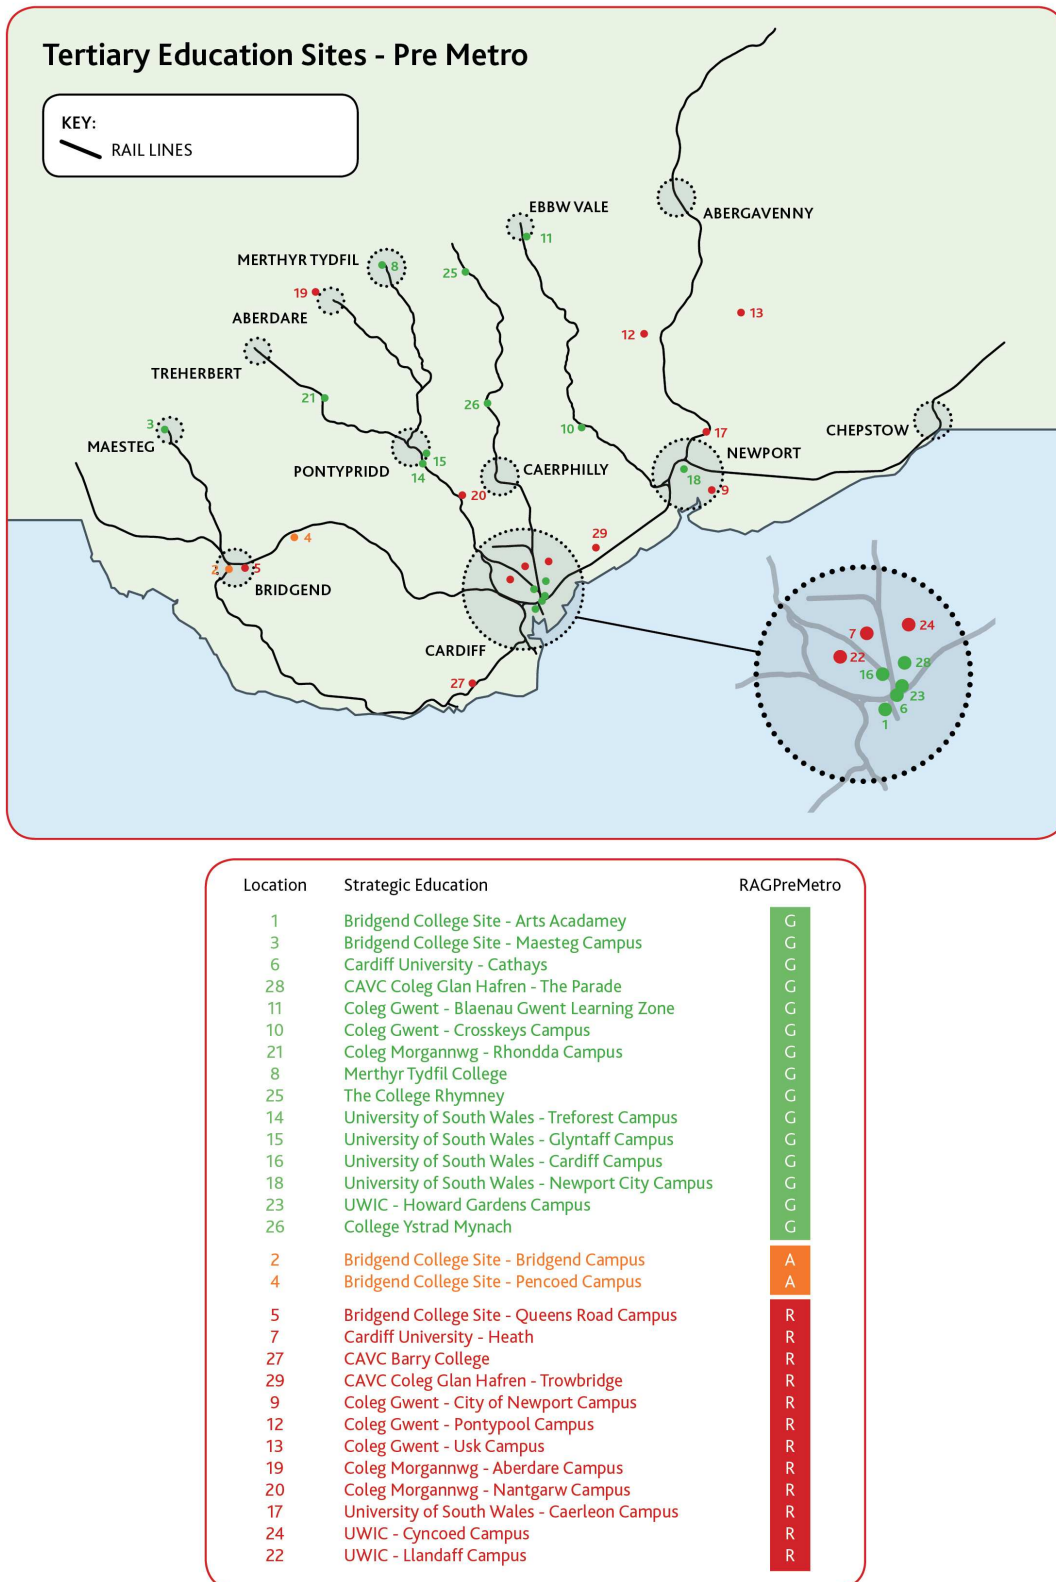 Tertiary Education Sites - Pre Metro
KEY:
RAIL LINES
EBBW VALE
11
ABERGAVENNY
MERTHYR TYDFIL
8
25
19
ABERDARE
13
12
TREHERBERT
21
26
3
MAESTEG
10
17
CHEPSTOW
NEWPORT
PONTYPRIDD
15
14
CAERPHILLY
18
9
20
29
4
2
5
BRIDGEND
CARDIFF
27
7
24
22
28
16
23
6
1
Location Strategic Education RAGPreMetro
1 Bridgend College Site - Arts Acadamey G
3 Bridgend College Site - Maesteg Campus G
6 Cardiff University - Cathays G
28 CAVC Coleg Glan Hafren - The Parade G
11 Coleg Gwent - Blaenau Gwent Learning Zone G
10 Coleg Gwent - Crosskeys Campus G
21 Coleg Morgannwg - Rhondda Campus G
8 Merthyr Tydfil College G
25 The College Rhymney G
14 University of South Wales - Treforest Campus G
15 University of South Wales - Glyntaff Campus G
16 University of South Wales - Cardiff Campus G
18 University of South Wales - Newport City Campus G
23 UWIC - Howard Gardens Campus G
26 College Ystrad Mynach G
2 Bridgend College Site - Bridgend Campus A
4 Bridgend College Site - Pencoed Campus A
5 Bridgend College Site - Queens Road Campus R
7 Cardiff University - Heath R
27 CAVC Barry College R
29 CAVC Coleg Glan Hafren - Trowbridge R
9 Coleg Gwent - City of Newport Campus R
12 Coleg Gwent - Pontypool Campus R
13 Coleg Gwent - Usk Campus R
19 Coleg Morgannwg - Aberdare Campus R
20 Coleg Morgannwg - Nantgarw Campus R
17 University of South Wales - Caerleon Campus R
24 UWIC - Cyncoed Campus R
22 UWIC - Llandaff Campus R